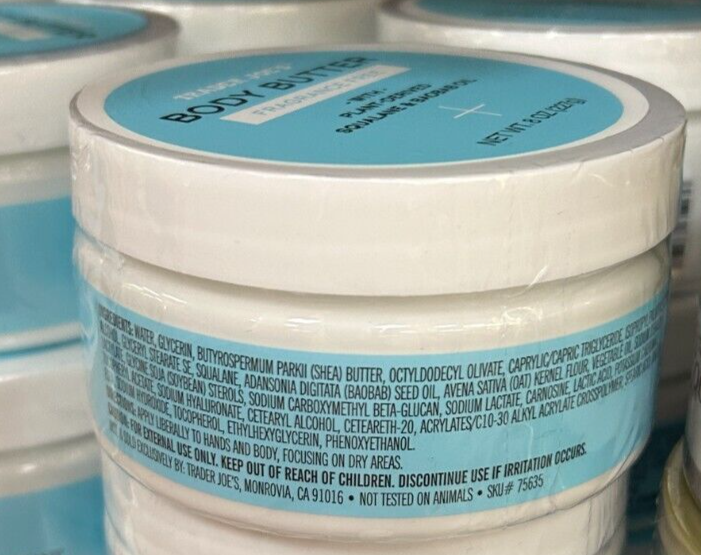 TRADER JOE'S
BODY BUTTER
FRAGRANCE FREE
- WITH -
PLANT-DERIVED
SQUALANE & BAOBAB OIL
NET WT. 8 OZ (227g)
INGREDIENTS: WATER, GLYCERIN, BUTYROSPERMUM PARKII (SHEA) BUTTER, OCTYLDODECYL OLIVATE, CAPRYLIC/CAPRIC TRIGLYCERIDE, ISOPROPYL
GLYCERYL STEARATE SE, SQUALANE, ADANSONIA DIGITATA (BAOBAB) SEED OIL, AVENA SATIVA (OAT) KERNEL FLOUR, VEGETABLE OIL,
GLYCINE SOJA (SOYBEAN) STEROLS, SODIUM CARBOXYMETHYL BETA-GLUCAN, SODIUM LACTATE, CARNOSINE, LACTIC ACID,
ACETATE, SODIUM HYALURONATE, CETEARYL ALCOHOL, CETEARETH-20, ACRYLATES/C10-30 ALKYL ACRYLATE CROSSPOLYMER,
HYDROXIDE, TOCOPHEROL, ETHYLHEXYGLYCERIN, PHENOXYETHANOL.
APPLY LIBERALLY TO HANDS AND BODY, FOCUSING ON DRY AREAS.
FOR EXTERNAL USE ONLY. KEEP OUT OF REACH OF CHILDREN. DISCONTINUE USE IF IRRITATION OCCURS.
SOLD EXCLUSIVELY BY: TRADER JOE'S, MONROVIA, CA 91016 • NOT TESTED ON ANIMALS • SKU# 75635